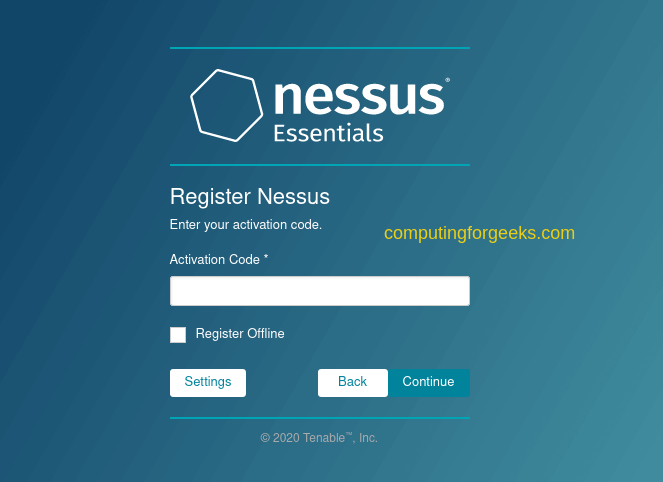 nessus®
Essentials
Register Nessus
Enter your activation code.
computingforgeeks.com
Activation Code *
Register Offline
Settings
Back
Continue
© 2020 Tenable™, Inc.